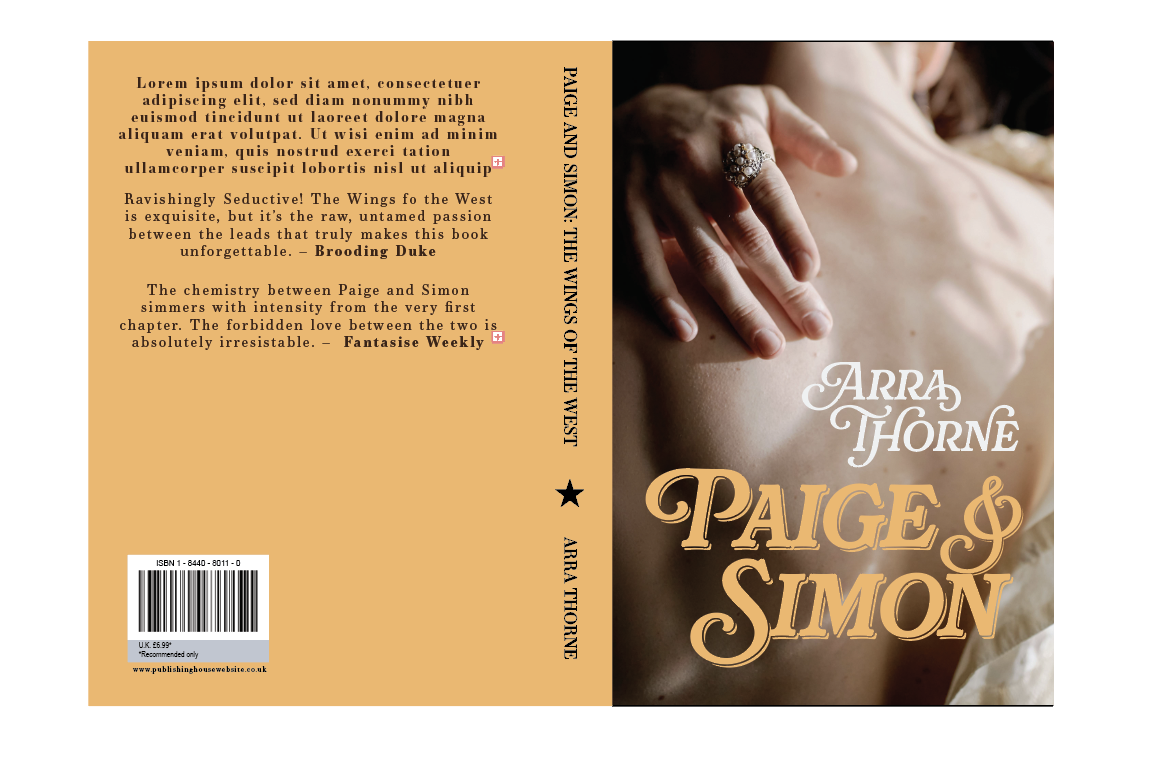 Lorem ipsum dolor sit amet, consectetuer
adipiscing elit, sed diam nonummy nibh
euismod tincidunt ut laoreet dolore magna
aliquam erat volutpat. Ut wisi enim ad minim
veniam, quis nostrud exerci tation
ullamcorper suscipit lobortis nisl ut aliquip
Ravishingly Seductive! The Wings fo the West
is exquisite, but it's the raw, untamed passion
between the leads that truly makes this book
unforgettable. – Brooding Duke
The chemistry between Paige and Simon
simmers with intensity from the very first
chapter. The forbidden love between the two is
absolutely irresistable. – Fantasise Weekly
ISBN 1 - 8440 - 8011 - 0
U.K. £6.99*
*Recommended only
www.publishinghousewebsite.co.uk
PAIGE AND SIMON: THE WINGS OF THE WEST
ARRA THORNE
ARRA
THORNE
PAIGE &
SIMON